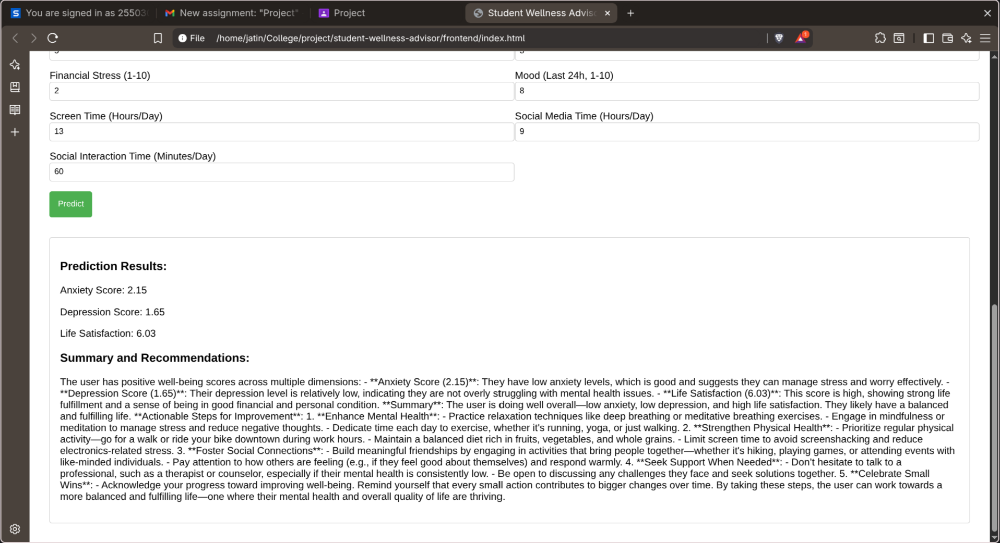 You are signed in as 25503
New assignment: "Project"
Project
Student Wellness Advis
File /home/jatin/College/project/student-wellness-advisor/frontend/index.html
1
Financial Stress (1-10)
Mood (Last 24h, 1-10)
2
8
Screen Time (Hours/Day)
Social Media Time (Hours/Day)
13
9
Social Interaction Time (Minutes/Day)
60
Predict
Prediction Results:
Anxiety Score: 2.15
Depression Score: 1.65
Life Satisfaction: 6.03
Summary and Recommendations:
The user has positive well-being scores across multiple dimensions: - **Anxiety Score (2.15)**: They have low anxiety levels, which is good and suggests they can manage stress and worry effectively. -
**Depression Score (1.65)**: Their depression level is relatively low, indicating they are not overly struggling with mental health issues. - **Life Satisfaction (6.03)**: This score is high, showing strong life
fulfillment and a sense of being in good financial and personal condition. **Summary**: The user is doing well overall—low anxiety, low depression, and high life satisfaction. They likely have a balanced
and fulfilling life. **Actionable Steps for Improvement**: 1. **Enhance Mental Health**: - Practice relaxation techniques like deep breathing or meditative breathing exercises. - Engage in mindfulness or
meditation to manage stress and reduce negative thoughts. - Dedicate time each day to exercise, whether it's running, yoga, or just walking. 2. **Strengthen Physical Health**: - Prioritize regular physical
activity—go for a walk or ride your bike downtown during work hours. - Maintain a balanced diet rich in fruits, vegetables, and whole grains. - Limit screen time to avoid screenshacking and reduce
electronics-related stress. 3. **Foster Social Connections**: - Build meaningful friendships by engaging in activities that bring people together—whether it's hiking, playing games, or attending events with
like-minded individuals. - Pay attention to how others are feeling (e.g., if they feel good about themselves) and respond warmly. 4. **Seek Support When Needed**: - Don't hesitate to talk to a
professional, such as a therapist or counselor, especially if their mental health is consistently low. - Be open to discussing any challenges they face and seek solutions together. 5. **Celebrate Small
Wins**: - Acknowledge your progress toward improving well-being. Remind yourself that every small action contributes to bigger changes over time. By taking these steps, the user can work towards a
more balanced and fulfilling life—one where their mental health and overall quality of life are thriving.